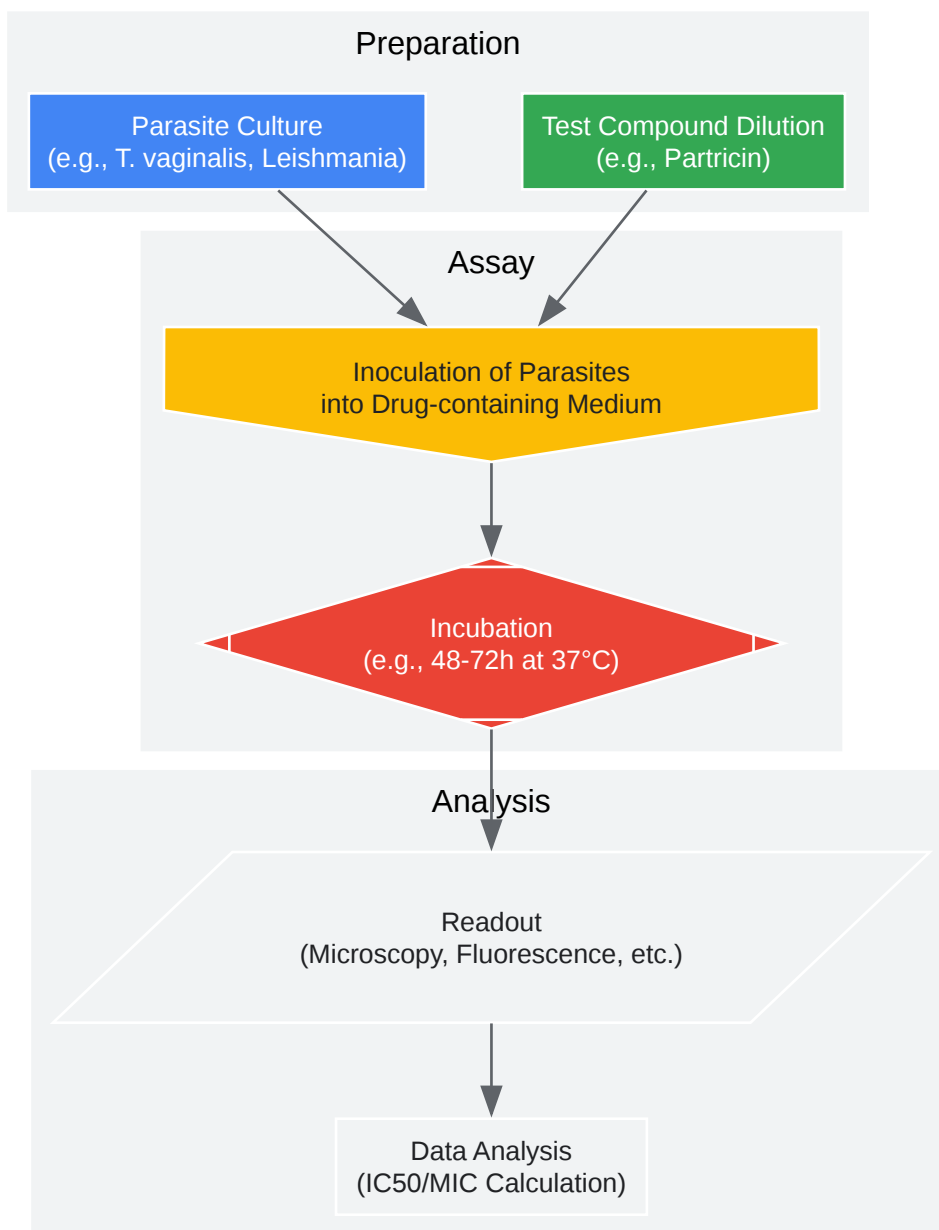 Preparation
Parasite Culture
(e.g., T. vaginalis, Leishmania)
Test Compound Dilution
(e.g., Partricin)
Assay
Inoculation of Parasites
into Drug-containing Medium
Incubation
(e.g., 48-72h at 37°C)
Analysis
Readout
(Microscopy, Fluorescence, etc.)
Data Analysis
(IC50/MIC Calculation)